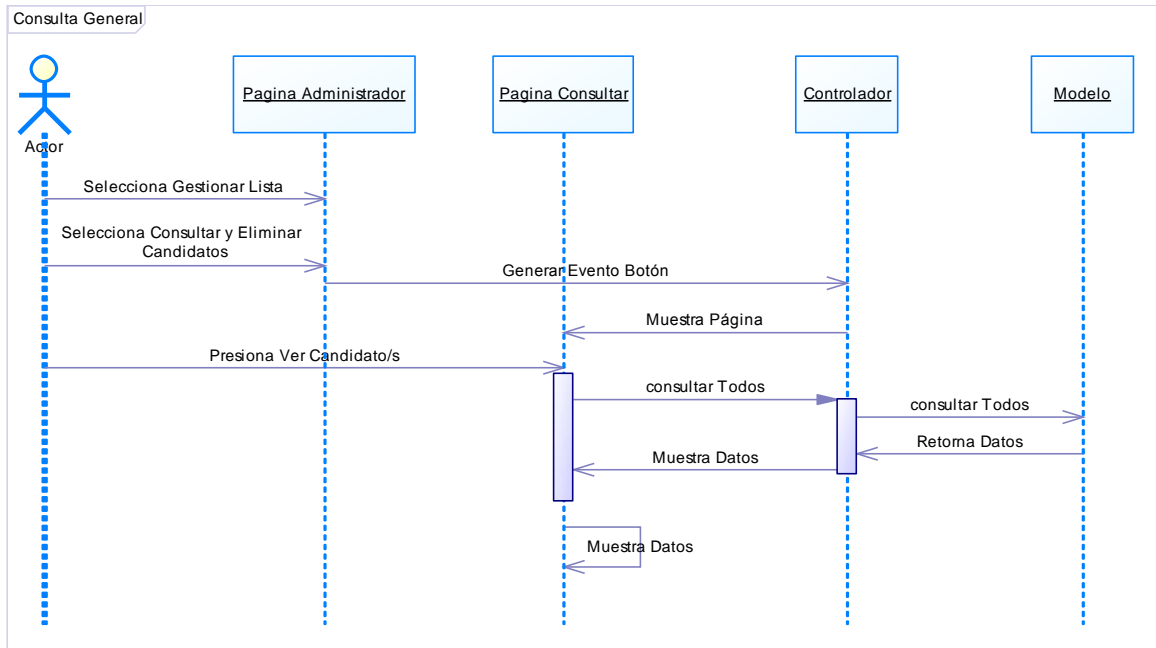 Consulta General
Actor
Pagina Administrador
Pagina Consultar
Controlador
Modelo
Selecciona Gestionar Lista
Selecciona Consultar y Eliminar
Candidatos
Generar Evento Botón
Muestra Página
Presiona Ver Candidato/s
consultar Todos
consultar Todos
Retorna Datos
Muestra Datos
Muestra Datos